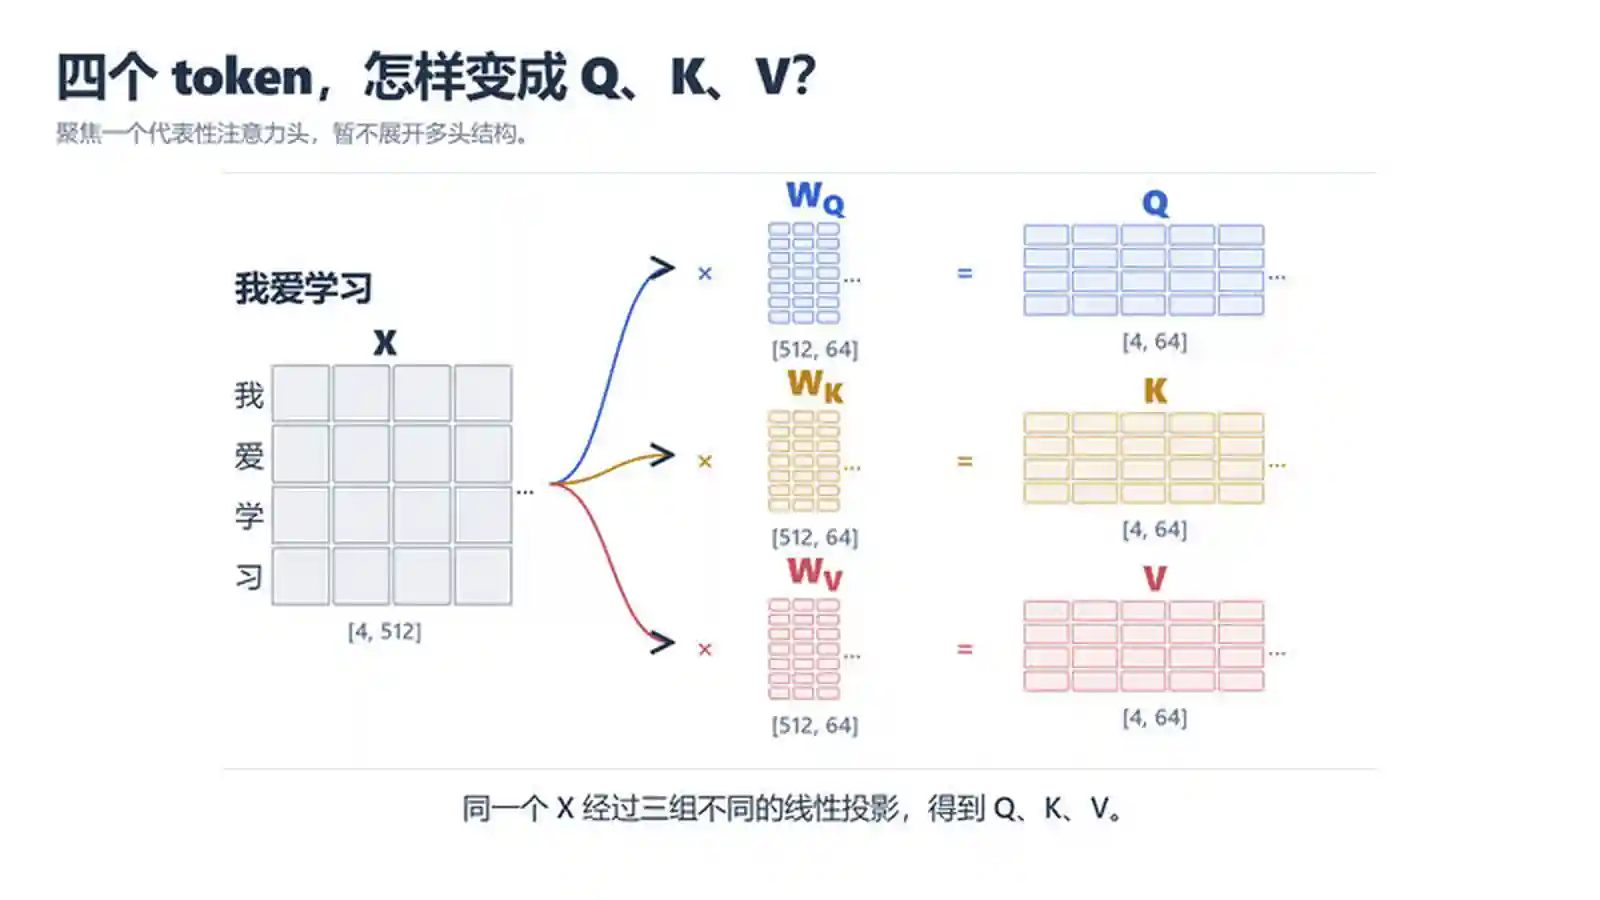 四个 token，怎样变成 Q、K、V？
聚焦一个代表性注意力头，暂不展开多头结构。
我爱学习
X
我
爱
学
习
...
[4, 512]
× W_Q ... = Q ...
[512, 64] [4, 64]
× W_K ... = K ...
[512, 64] [4, 64]
× W_V ... = V ...
[512, 64] [4, 64]
同一个 X 经过三组不同的线性投影，得到 Q、K、V。